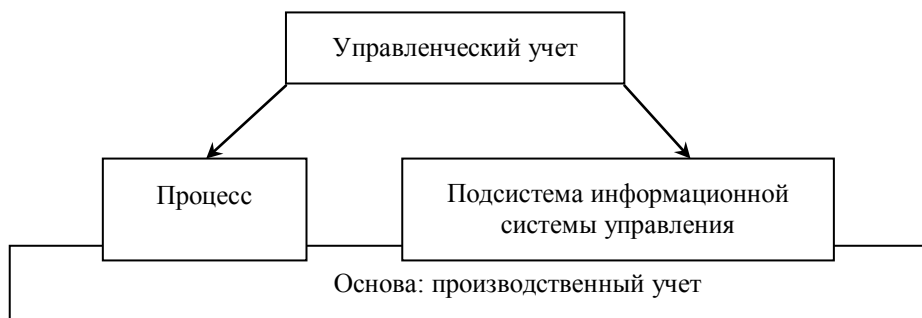 Управленческий учет
Процесс
Подсистема информационной
системы управления
Основа: производственный учет